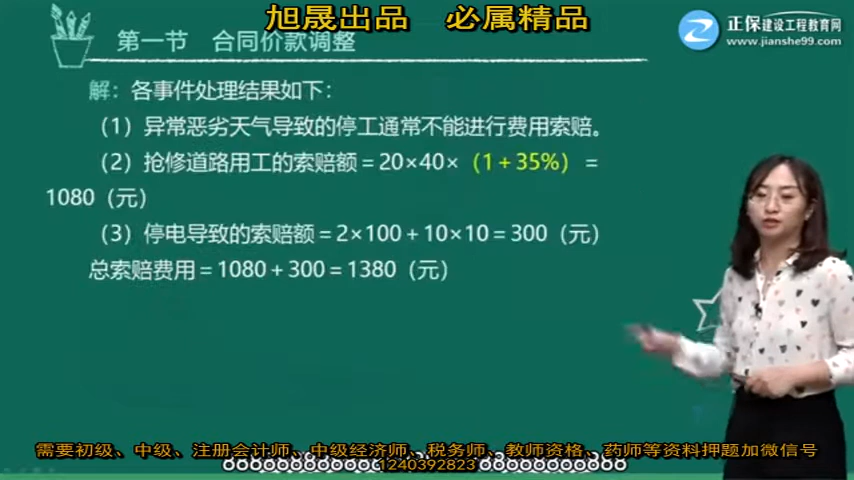 旭晟出品 必属精品
第一节 合同价款调整
正保建设工程教育网
www.jianshe99.com
解：各事件处理结果如下：
（1）异常恶劣天气导致的停工通常不能进行费用索赔。
（2）抢修道路用工的索赔额＝20×40×（1＋35%）＝
1080（元）
（3）停电导致的索赔额＝2×100＋10×10＝300（元）
总索赔费用＝1080＋300＝1380（元）
需要初级、中级、注册会计师、中级经济师、税务师、教师资格、药师等资料押题加微信号
1240392823